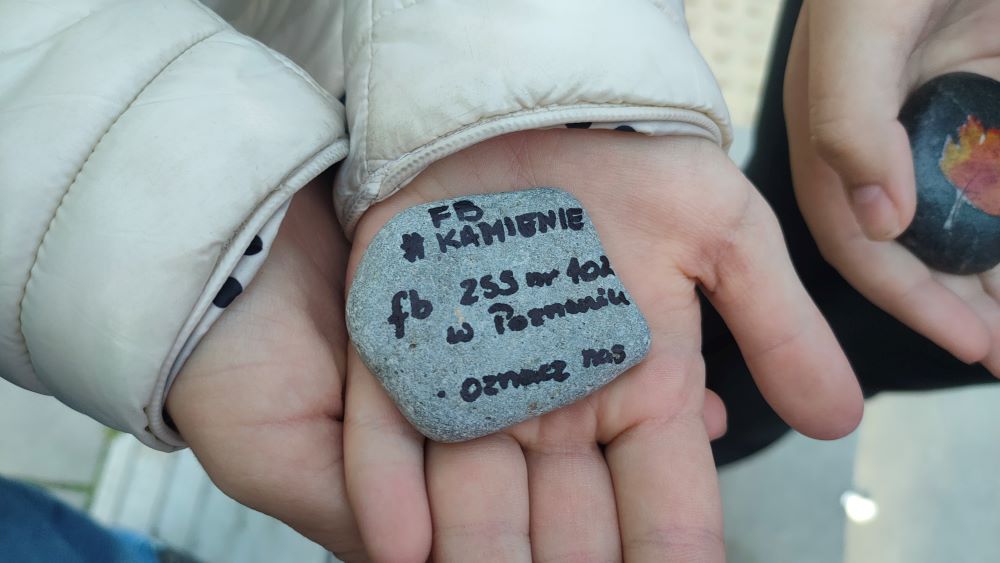 FB
#KAMIENIE
fb ZSS nr 102
w Poznaniu
• oznacz nas